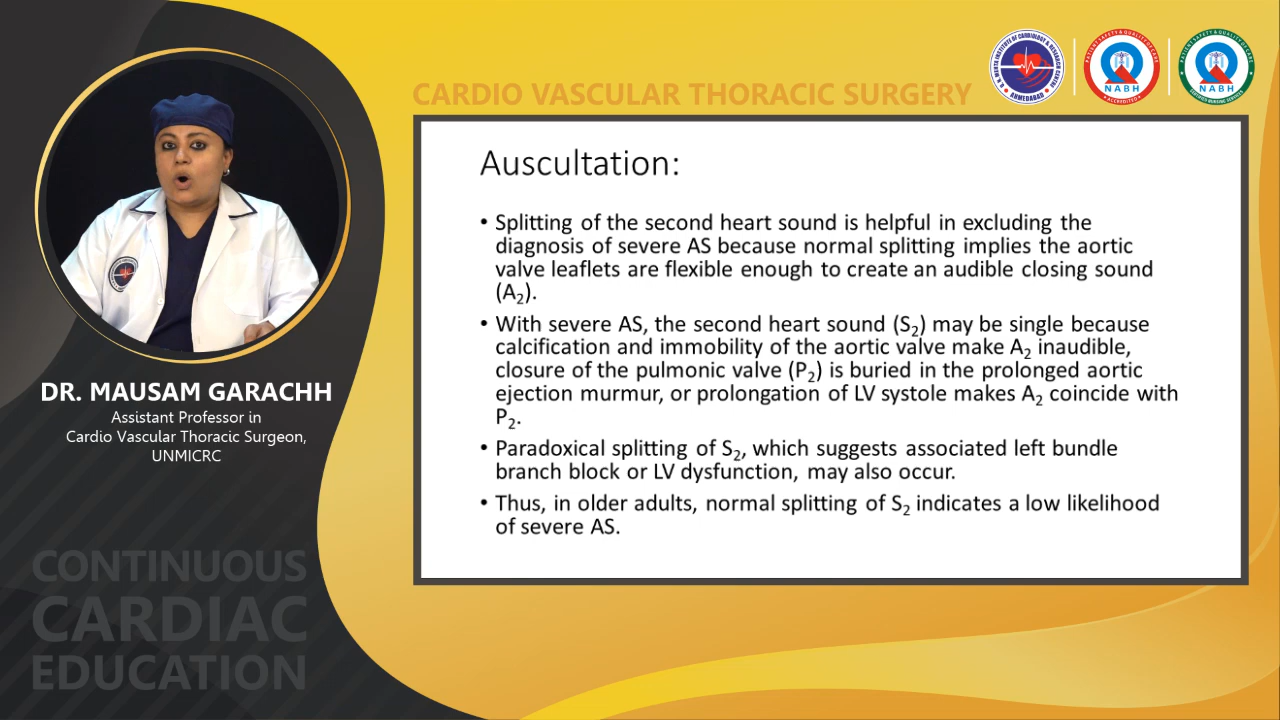 CARDIO VASCULAR THORACIC SURGERY
Auscultation:
• Splitting of the second heart sound is helpful in excluding the
diagnosis of severe AS because normal splitting implies the aortic
valve leaflets are flexible enough to create an audible closing sound
(A₂).
• With severe AS, the second heart sound (S₂) may be single because
calcification and immobility of the aortic valve make A₂ inaudible,
closure of the pulmonic valve (P₂) is buried in the prolonged aortic
ejection murmur, or prolongation of LV systole makes A₂ coincide with
P₂.
• Paradoxical splitting of S₂, which suggests associated left bundle
branch block or LV dysfunction, may also occur.
• Thus, in older adults, normal splitting of S₂ indicates a low likelihood
of severe AS.
DR. MAUSAM GARACHH
Assistant Professor in
Cardio Vascular Thoracic Surgeon,
UNMICRC
CONTINUOUS
CARDIAC
EDUCATION
AHMEDABAD
NABH
ACCREDITED
NABH